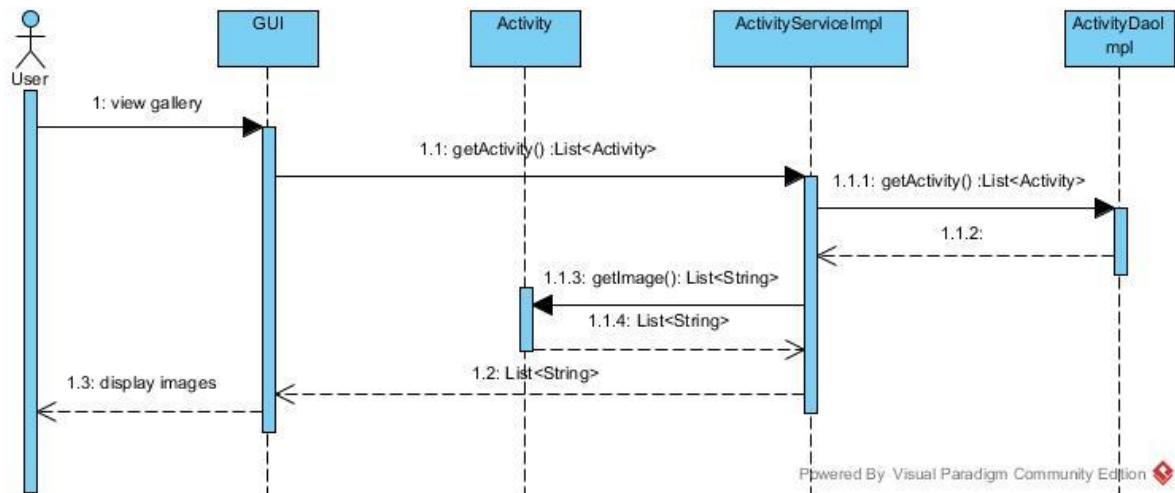 GUI
Activity
ActivityServiceImpl
ActivityDaoI
mpl
User
1: view gallery
1.1: getActivity() :List<Activity>
1.1.1: getActivity() :List<Activity>
1.1.2:
1.1.3: getImage(): List<String>
1.1.4: List<String>
1.2: List<String>
1.3: display images
Powered By Visual Paradigm Community Edition